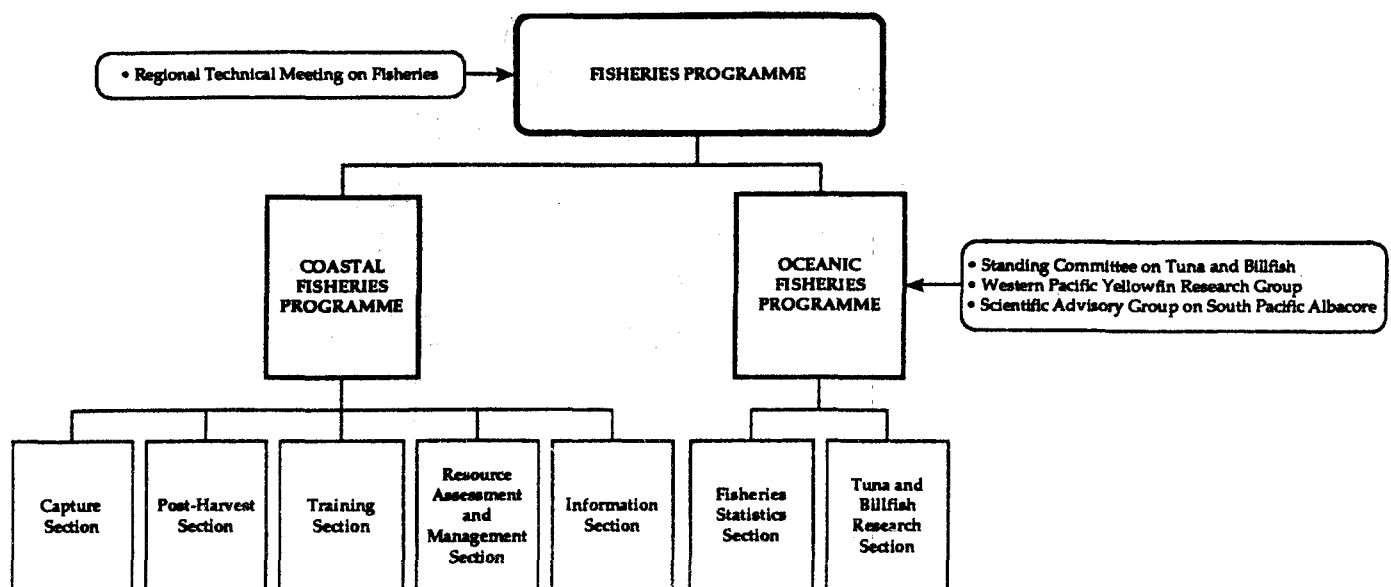 • Regional Technical Meeting on Fisheries
FISHERIES PROGRAMME
COASTAL
FISHERIES
PROGRAMME
OCEANIC
FISHERIES
PROGRAMME
• Standing Committee on Tuna and Billfish
• Western Pacific Yellowfin Research Group
• Scientific Advisory Group on South Pacific Albacore
Capture
Section
Post-Harvest
Section
Training
Section
Resource
Assessment
and
Management
Section
Information
Section
Fisheries
Statistics
Section
Tuna and
Billfish
Research
Section